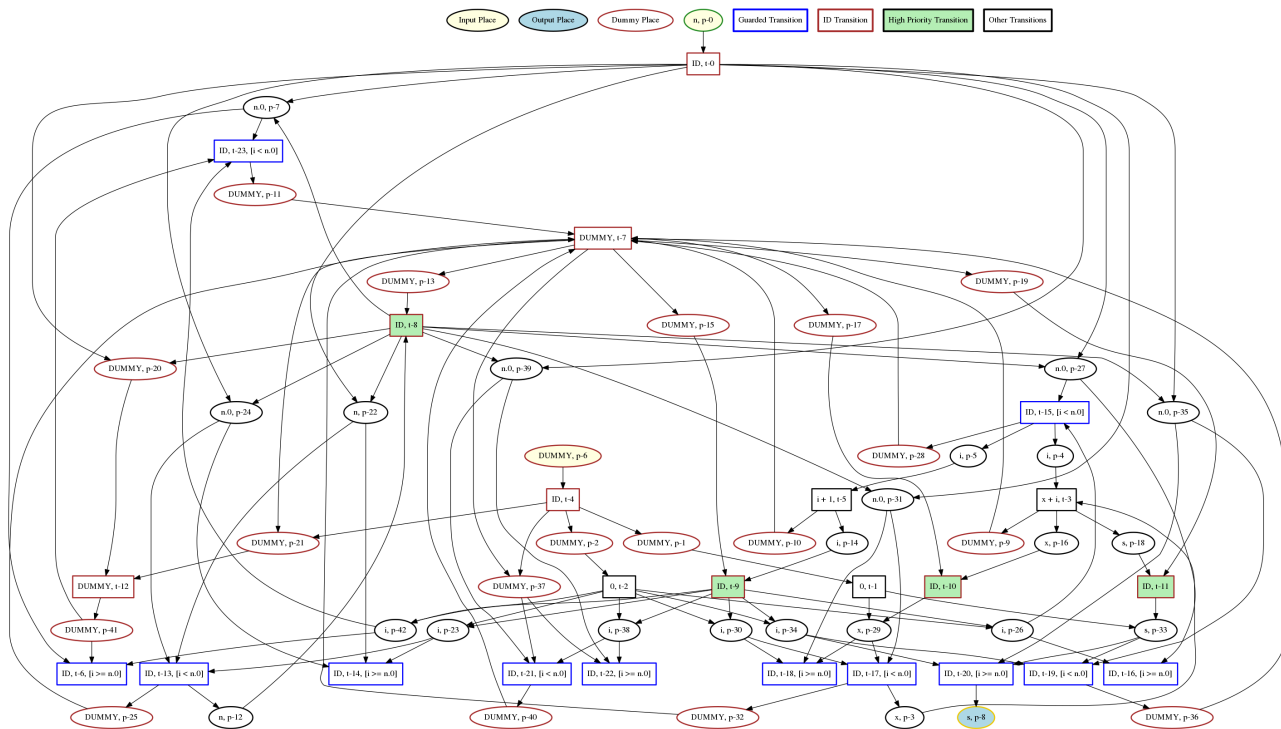 Input Place
Output Place
Dummy Place
n, p-0
Guarded Transition
ID Transition
High Priority Transition
Other Transitions
ID, t-0
n.0, p-7
ID, t-23, [i < n.0]
DUMMY, p-11
DUMMY, t-7
DUMMY, p-13
DUMMY, p-19
ID, t-8
DUMMY, p-15
DUMMY, p-17
DUMMY, p-20
n.0, p-39
n.0, p-27
n.0, p-24
n, p-22
ID, t-15, [i < n.0]
n.0, p-35
DUMMY, p-6
DUMMY, p-28
i, p-5
i, p-4
ID, t-4
i + 1, t-5
n.0, p-31
x + i, t-3
DUMMY, p-21
DUMMY, p-2
DUMMY, p-1
DUMMY, p-10
i, p-14
DUMMY, p-9
x, p-16
s, p-18
DUMMY, t-12
DUMMY, p-37
0, t-2
ID, t-9
0, t-1
ID, t-10
ID, t-11
DUMMY, p-41
i, p-42
i, p-23
i, p-38
i, p-30
i, p-34
x, p-29
i, p-26
s, p-33
ID, t-6, [i >= n.0]
ID, t-13, [i < n.0]
ID, t-14, [i >= n.0]
ID, t-21, [i < n.0]
ID, t-22, [i >= n.0]
ID, t-18, [i >= n.0]
ID, t-17, [i < n.0]
ID, t-20, [i >= n.0]
ID, t-19, [i < n.0]
ID, t-16, [i >= n.0]
DUMMY, p-25
n, p-12
DUMMY, p-40
DUMMY, p-32
x, p-3
s, p-8
DUMMY, p-36